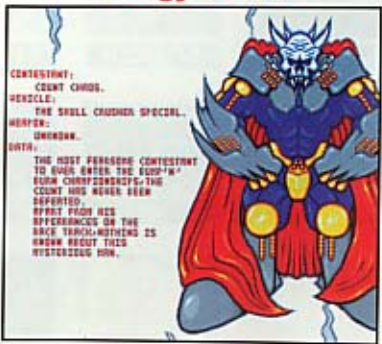 CONTESTANT:
COUNT CHAOS.
VEHICLE:
THE SKULL CRUSHER SPECIAL.
WEAPON:
UNKNOWN.
DATA:
THE MOST FEARSOME CONTESTANT
TO EVER ENTER THE BUMP'N'
BURN CHAMPIONSHIPS,THE
COUNT HAS NEVER BEEN
DEFEATED.
APART FROM HIS
APPEARANCES ON THE
RACE TRACK,NOTHING IS
KNOWN ABOUT THIS
MYSTERIOUS MAN.